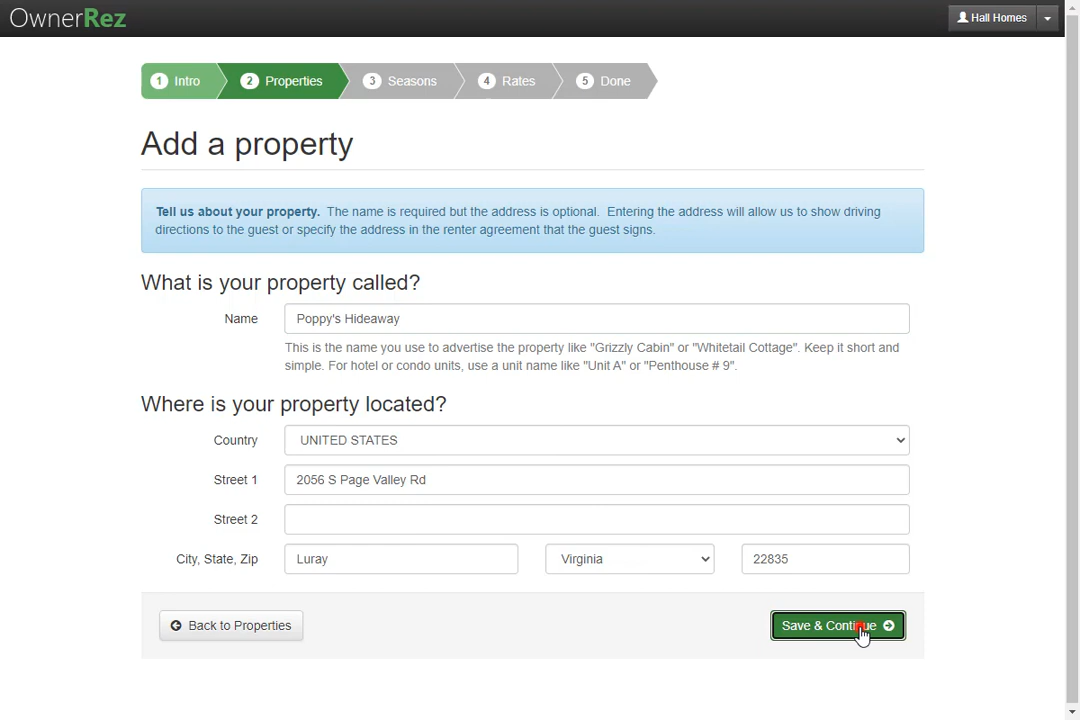 OwnerRez
Hall Homes
1 Intro
2 Properties
3 Seasons
4 Rates
5 Done
Add a property
Tell us about your property. The name is required but the address is optional. Entering the address will allow us to show driving
directions to the guest or specify the address in the renter agreement that the guest signs.
What is your property called?
Name Poppy's Hideaway
This is the name you use to advertise the property like "Grizzly Cabin" or "Whitetail Cottage". Keep it short and
simple. For hotel or condo units, use a unit name like "Unit A" or "Penthouse # 9".
Where is your property located?
Country UNITED STATES
Street 1 2056 S Page Valley Rd
Street 2
City, State, Zip Luray Virginia 22835
Back to Properties Save & Continue